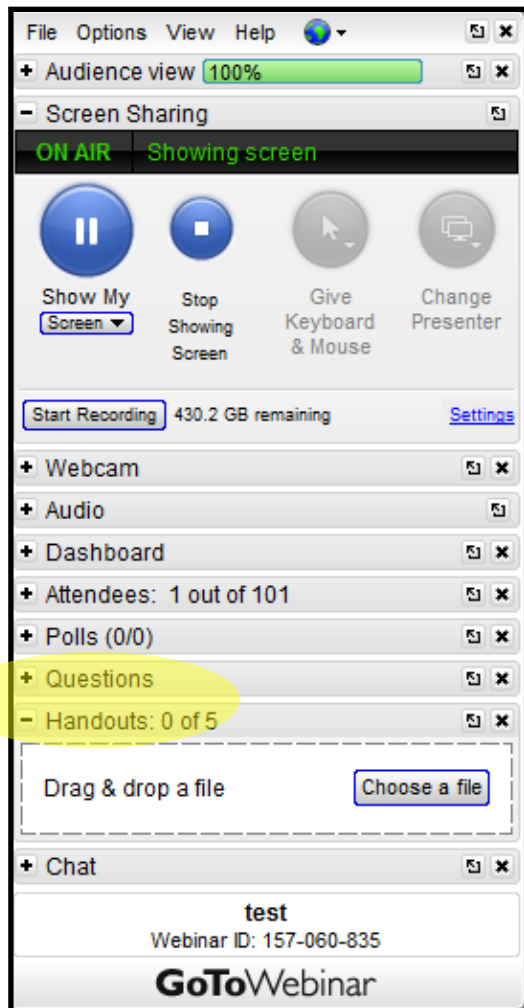 File Options View Help
Audience view 100%
Screen Sharing
ON AIR Showing screen
Show My
Screen
Stop
Showing
Screen
Give
Keyboard
& Mouse
Change
Presenter
Start Recording 430.2 GB remaining Settings
Webcam
Audio
Dashboard
Attendees: 1 out of 101
Polls (0/0)
Questions
Handouts: 0 of 5
Drag & drop a file Choose a file
Chat
test
Webinar ID: 157-060-835
GoToWebinar